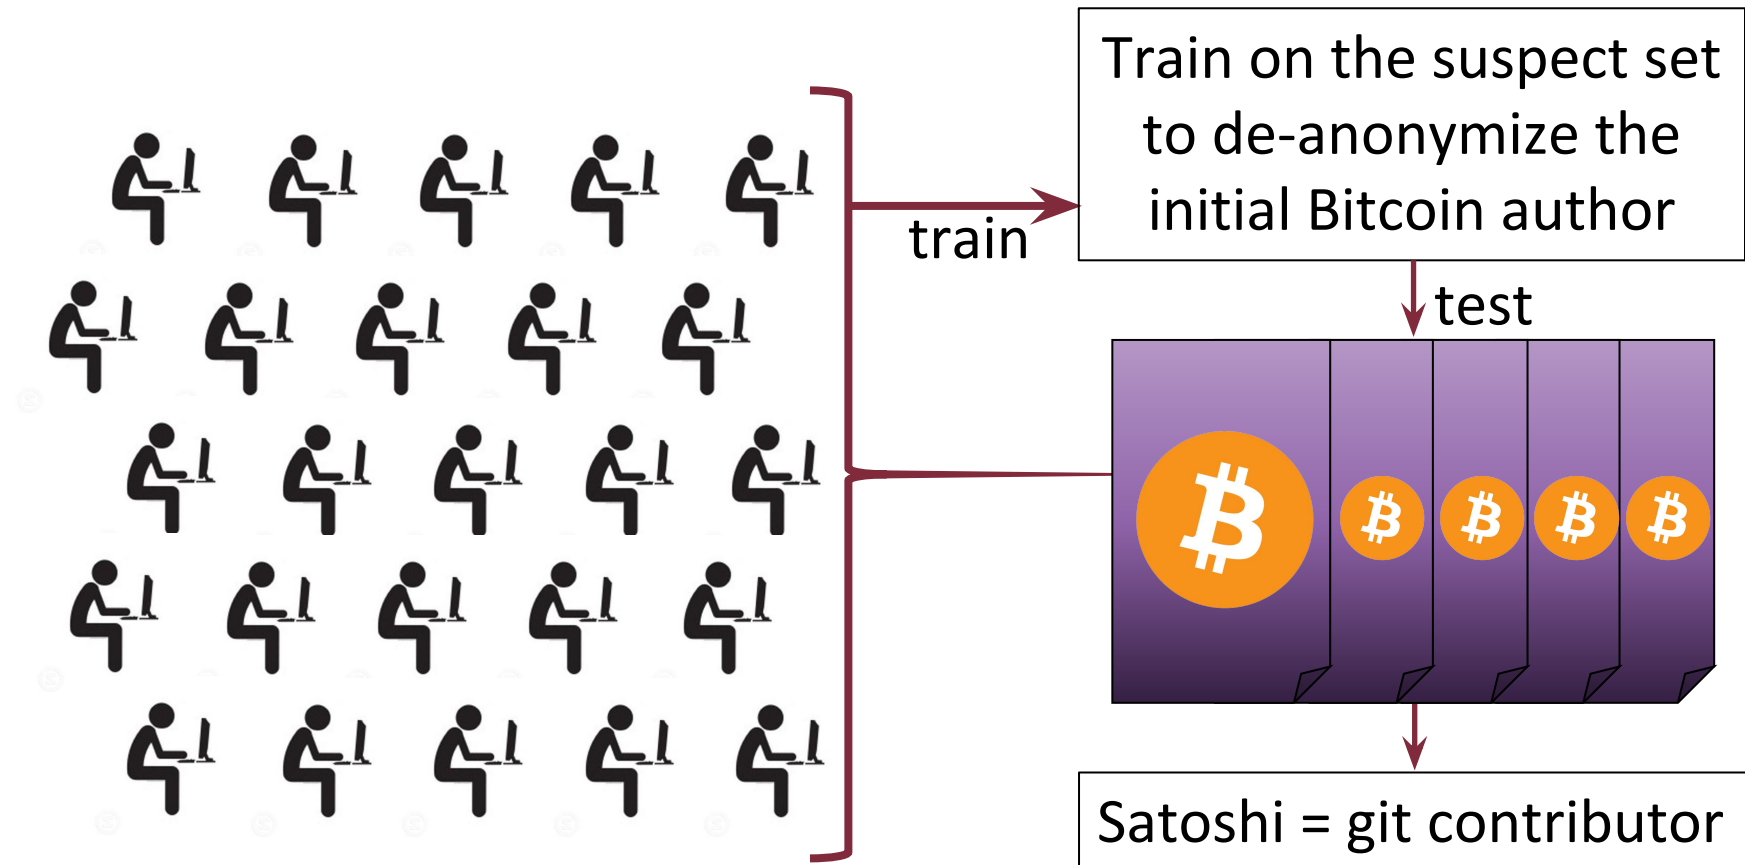 Train on the suspect set
to de-anonymize the
initial Bitcoin author
train
test
Satoshi = git contributor